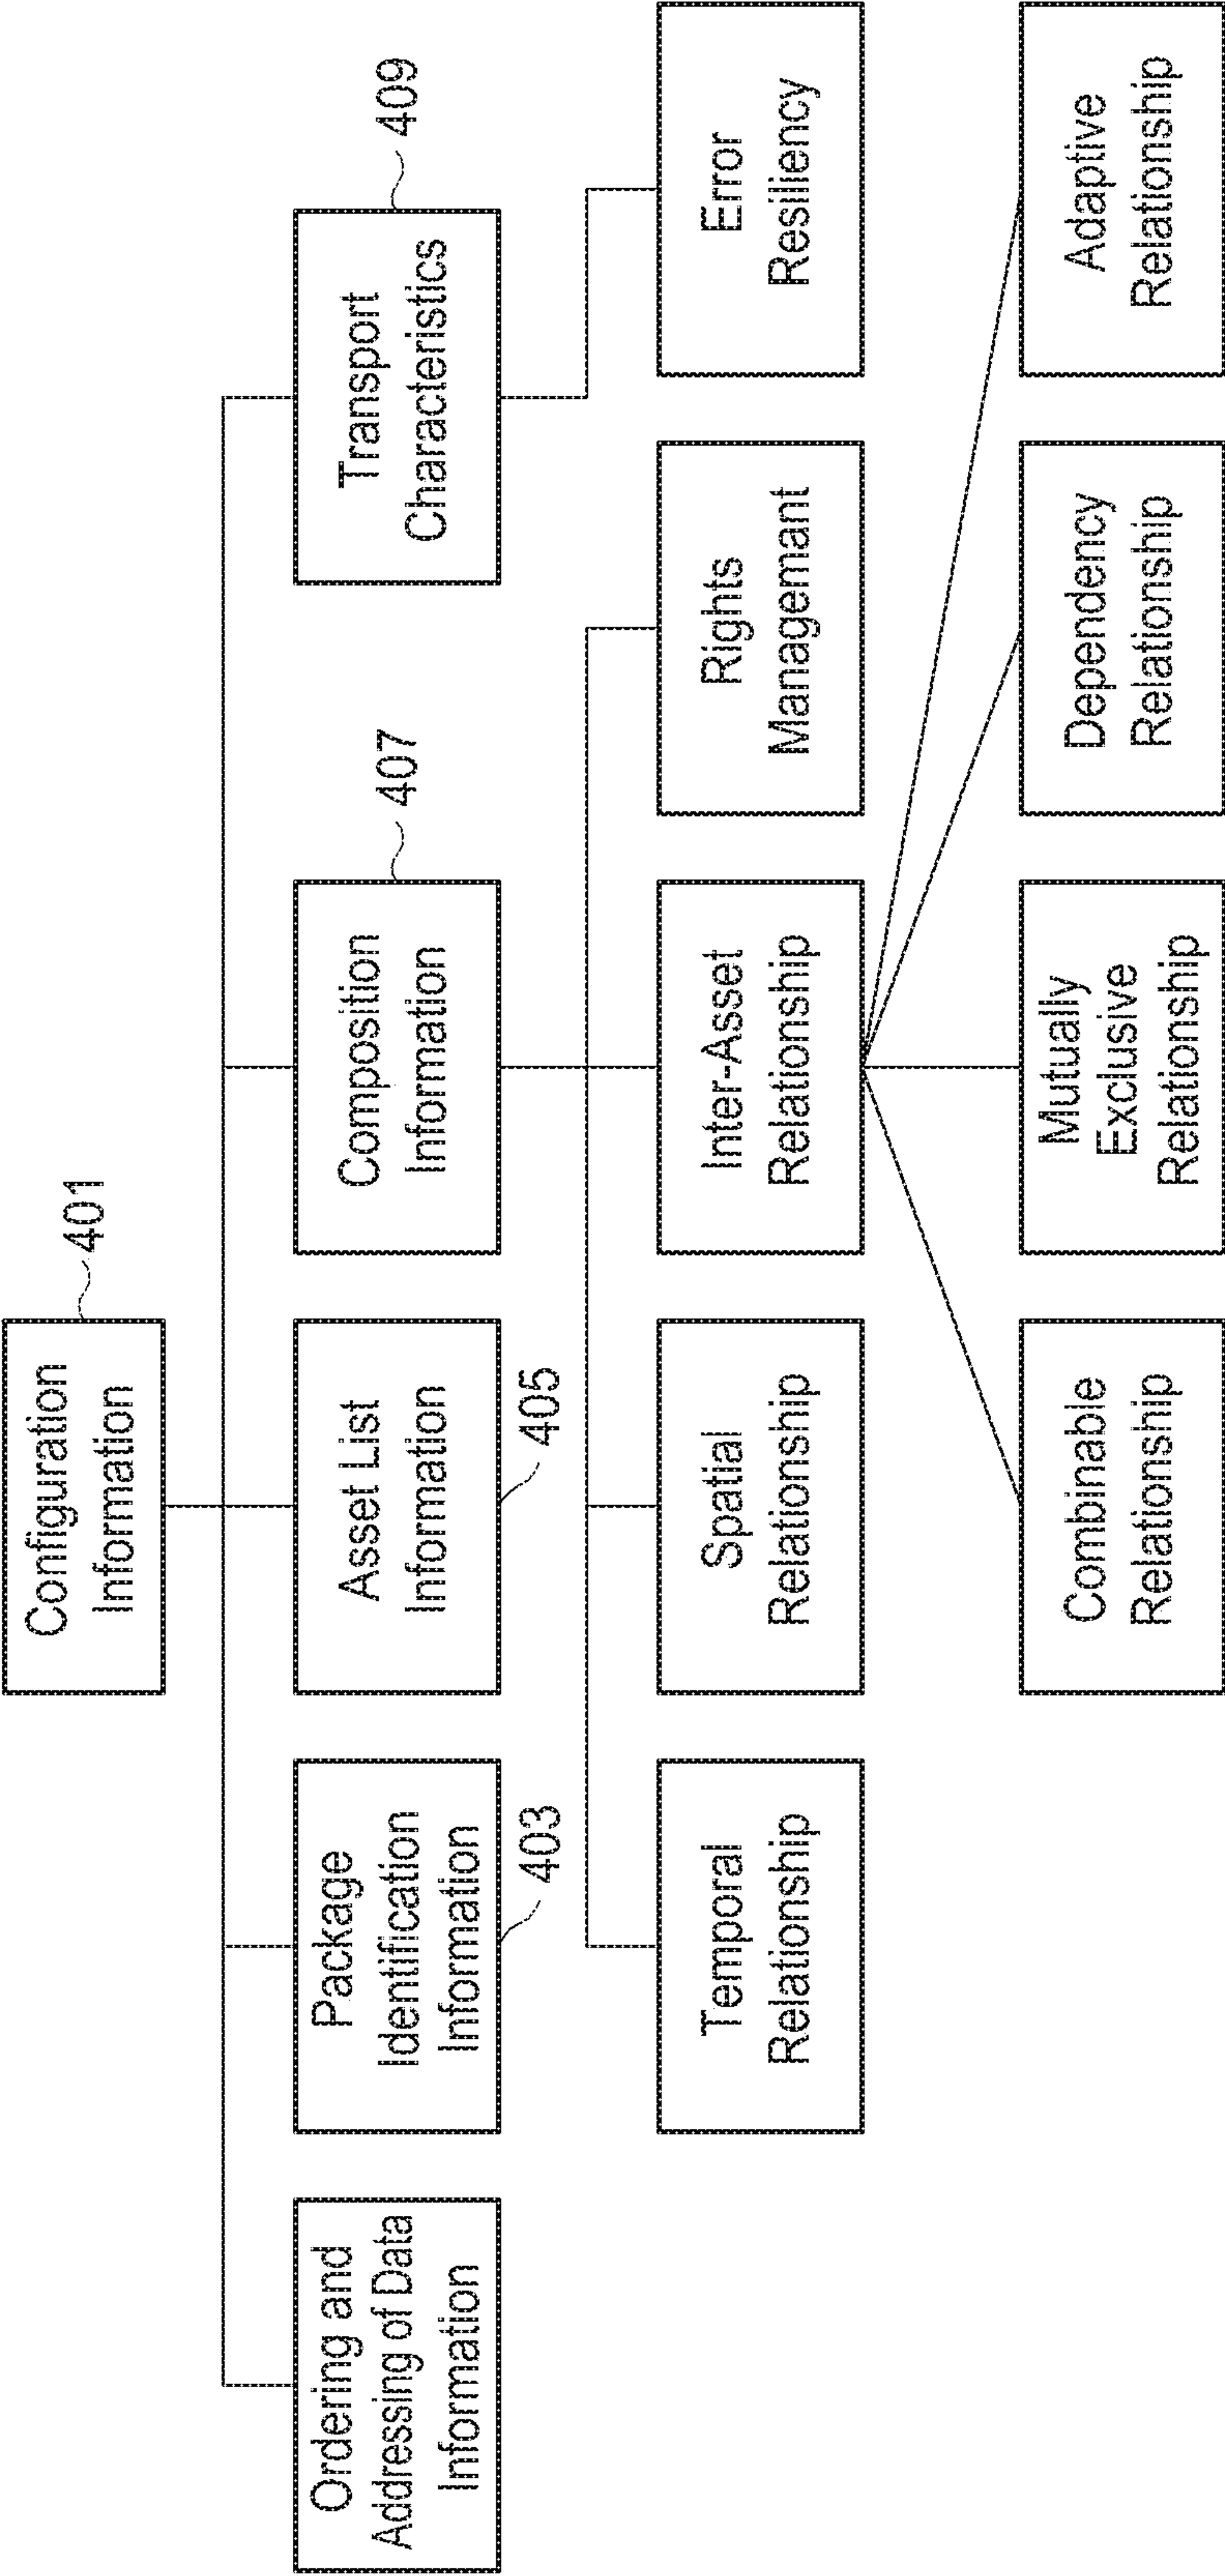 Configuration
Information
401
Ordering and
Addressing of Data
Information
Package
Identification
Information
403
Asset List
Information
405
Composition
Information
407
Transport
Characteristics
409
Temporal
Relationship
Spatial
Relationship
Inter-Asset
Relationship
Rights
Managemant
Error
Resiliency
Combinable
Relationship
Mutually
Exclusive
Relationship
Dependency
Relationship
Adaptive
Relationship